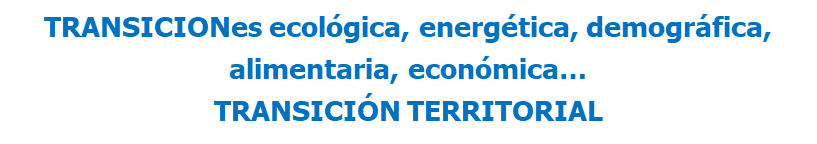 TRANSICIONes ecológica, energética, demográfica,
alimentaria, económica...
TRANSICIÓN TERRITORIAL